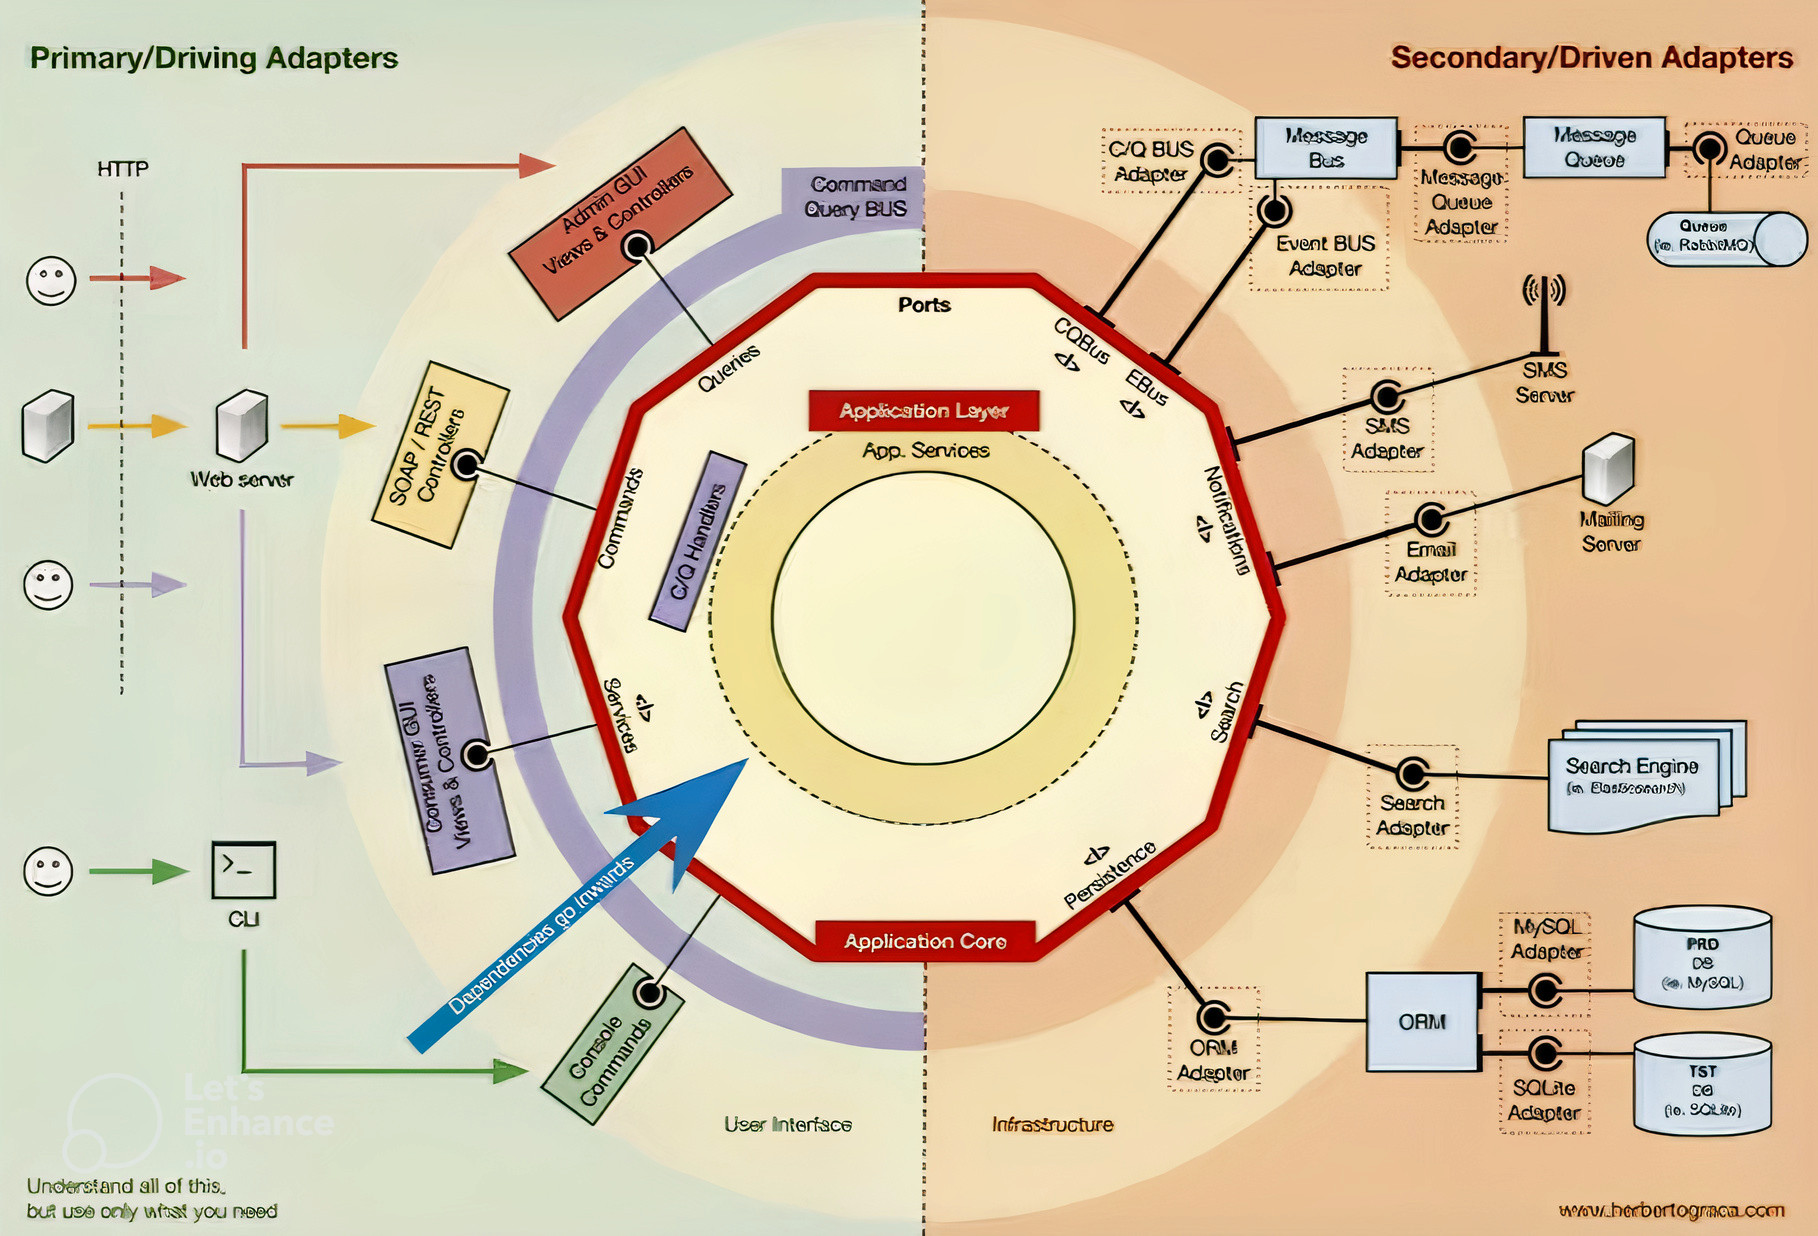 Primary/Driving Adapters
Secondary/Driven Adapters
HTTP
Web server
CLI
Admin GUI
Views & Controllers
SOAP / REST
Controllers
Consumer GUI
Views & Controllers
Console
Commands
Command
Query BUS
Ports
Queries
Commands
Services
C/Q Handlers
Application Layer
App. Services
Application Core
Dependencies go inwards
CQBus
EBus
Notifications
Search
Persistence
C/Q BUS
Adapter
Message
Bus
Event BUS
Adapter
Message
Queue
Adapter
Message
Queue
Queue
Adapter
Queue
SMS
Server
SMS
Adapter
Mailing
Server
Email
Adapter
Search
Adapter
Search Engine
ORM
Adapter
ORM
MySQL
Adapter
PRD
DB
MySQL)
SQLite
Adapter
TST
User Interface
Infrastructure
Let's
Enhance
.io
Understand all of this,
but use only what you need
www.herbertograca.com